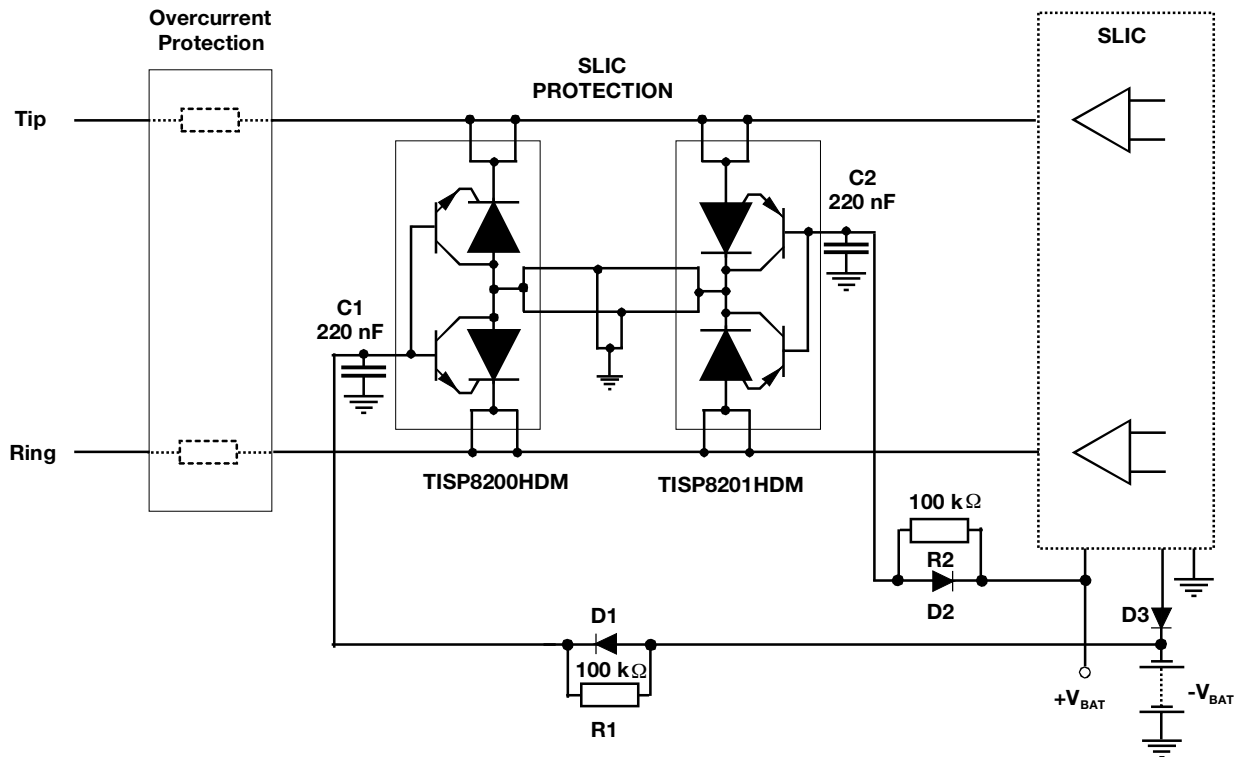 Overcurrent
Protection
SLIC
SLIC
PROTECTION
Tip
C2
220 nF
C1
220 nF
Ring
TISP8200HDM
TISP8201HDM
100 kΩ
R2
D2
D1
100 kΩ
R1
D3
+VBAT
-VBAT